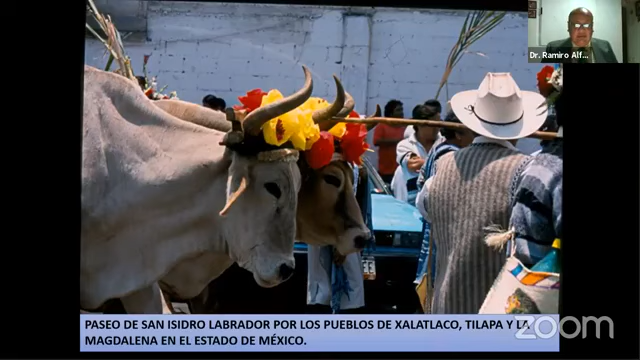 Dr. Ramiro Alf...
PASEO DE SAN ISIDRO LABRADOR POR LOS PUEBLOS DE XALATLACO, TILAPA Y LA
MAGDALENA EN EL ESTADO DE MÉXICO.
zoom